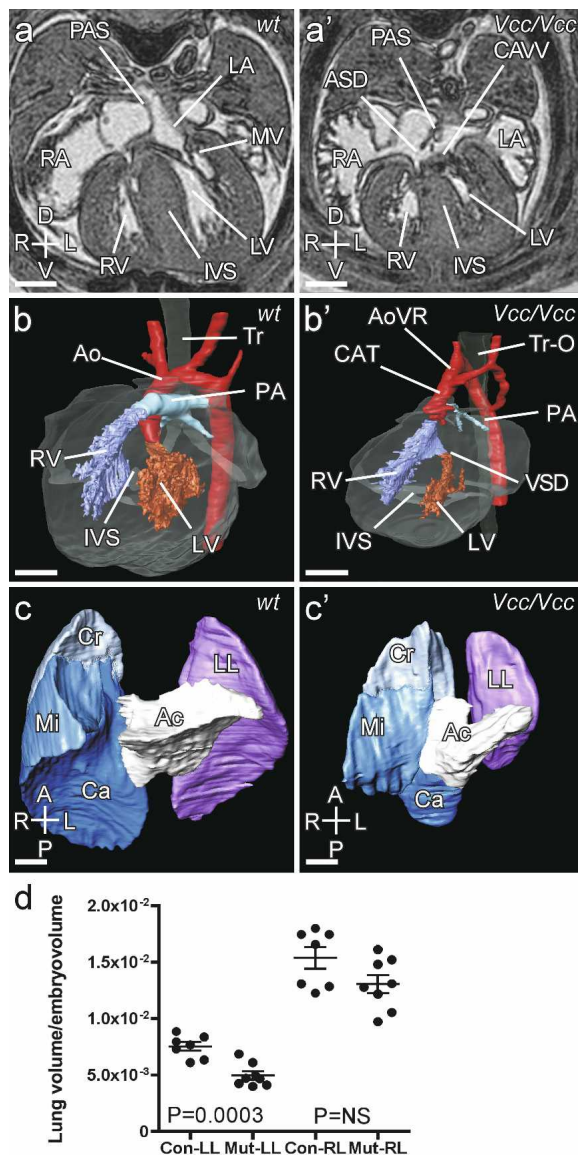 a
wt
PAS
LA
MV
RA
D
R L
V
RV
IVS
LV
a'
Vcc/Vcc
PAS
CAVV
ASD
LA
RA
D
R L
V
RV
IVS
LV
b
wt
Tr
Ao
PA
RV
IVS
LV
b'
Vcc/Vcc
AoVR
CAT
Tr-O
PA
RV
VSD
IVS
LV
c
wt
Cr
LL
Mi
Ac
Ca
A
R L
P
c'
Vcc/Vcc
Cr
LL
Mi
Ac
Ca
A
R L
P
d
Lung volume/embryovolume
2.0x10⁻²
1.5x10⁻²
1.0x10⁻²
5.0x10⁻³
0
P=0.0003
P=NS
Con-LL Mut-LL Con-RL Mut-RL